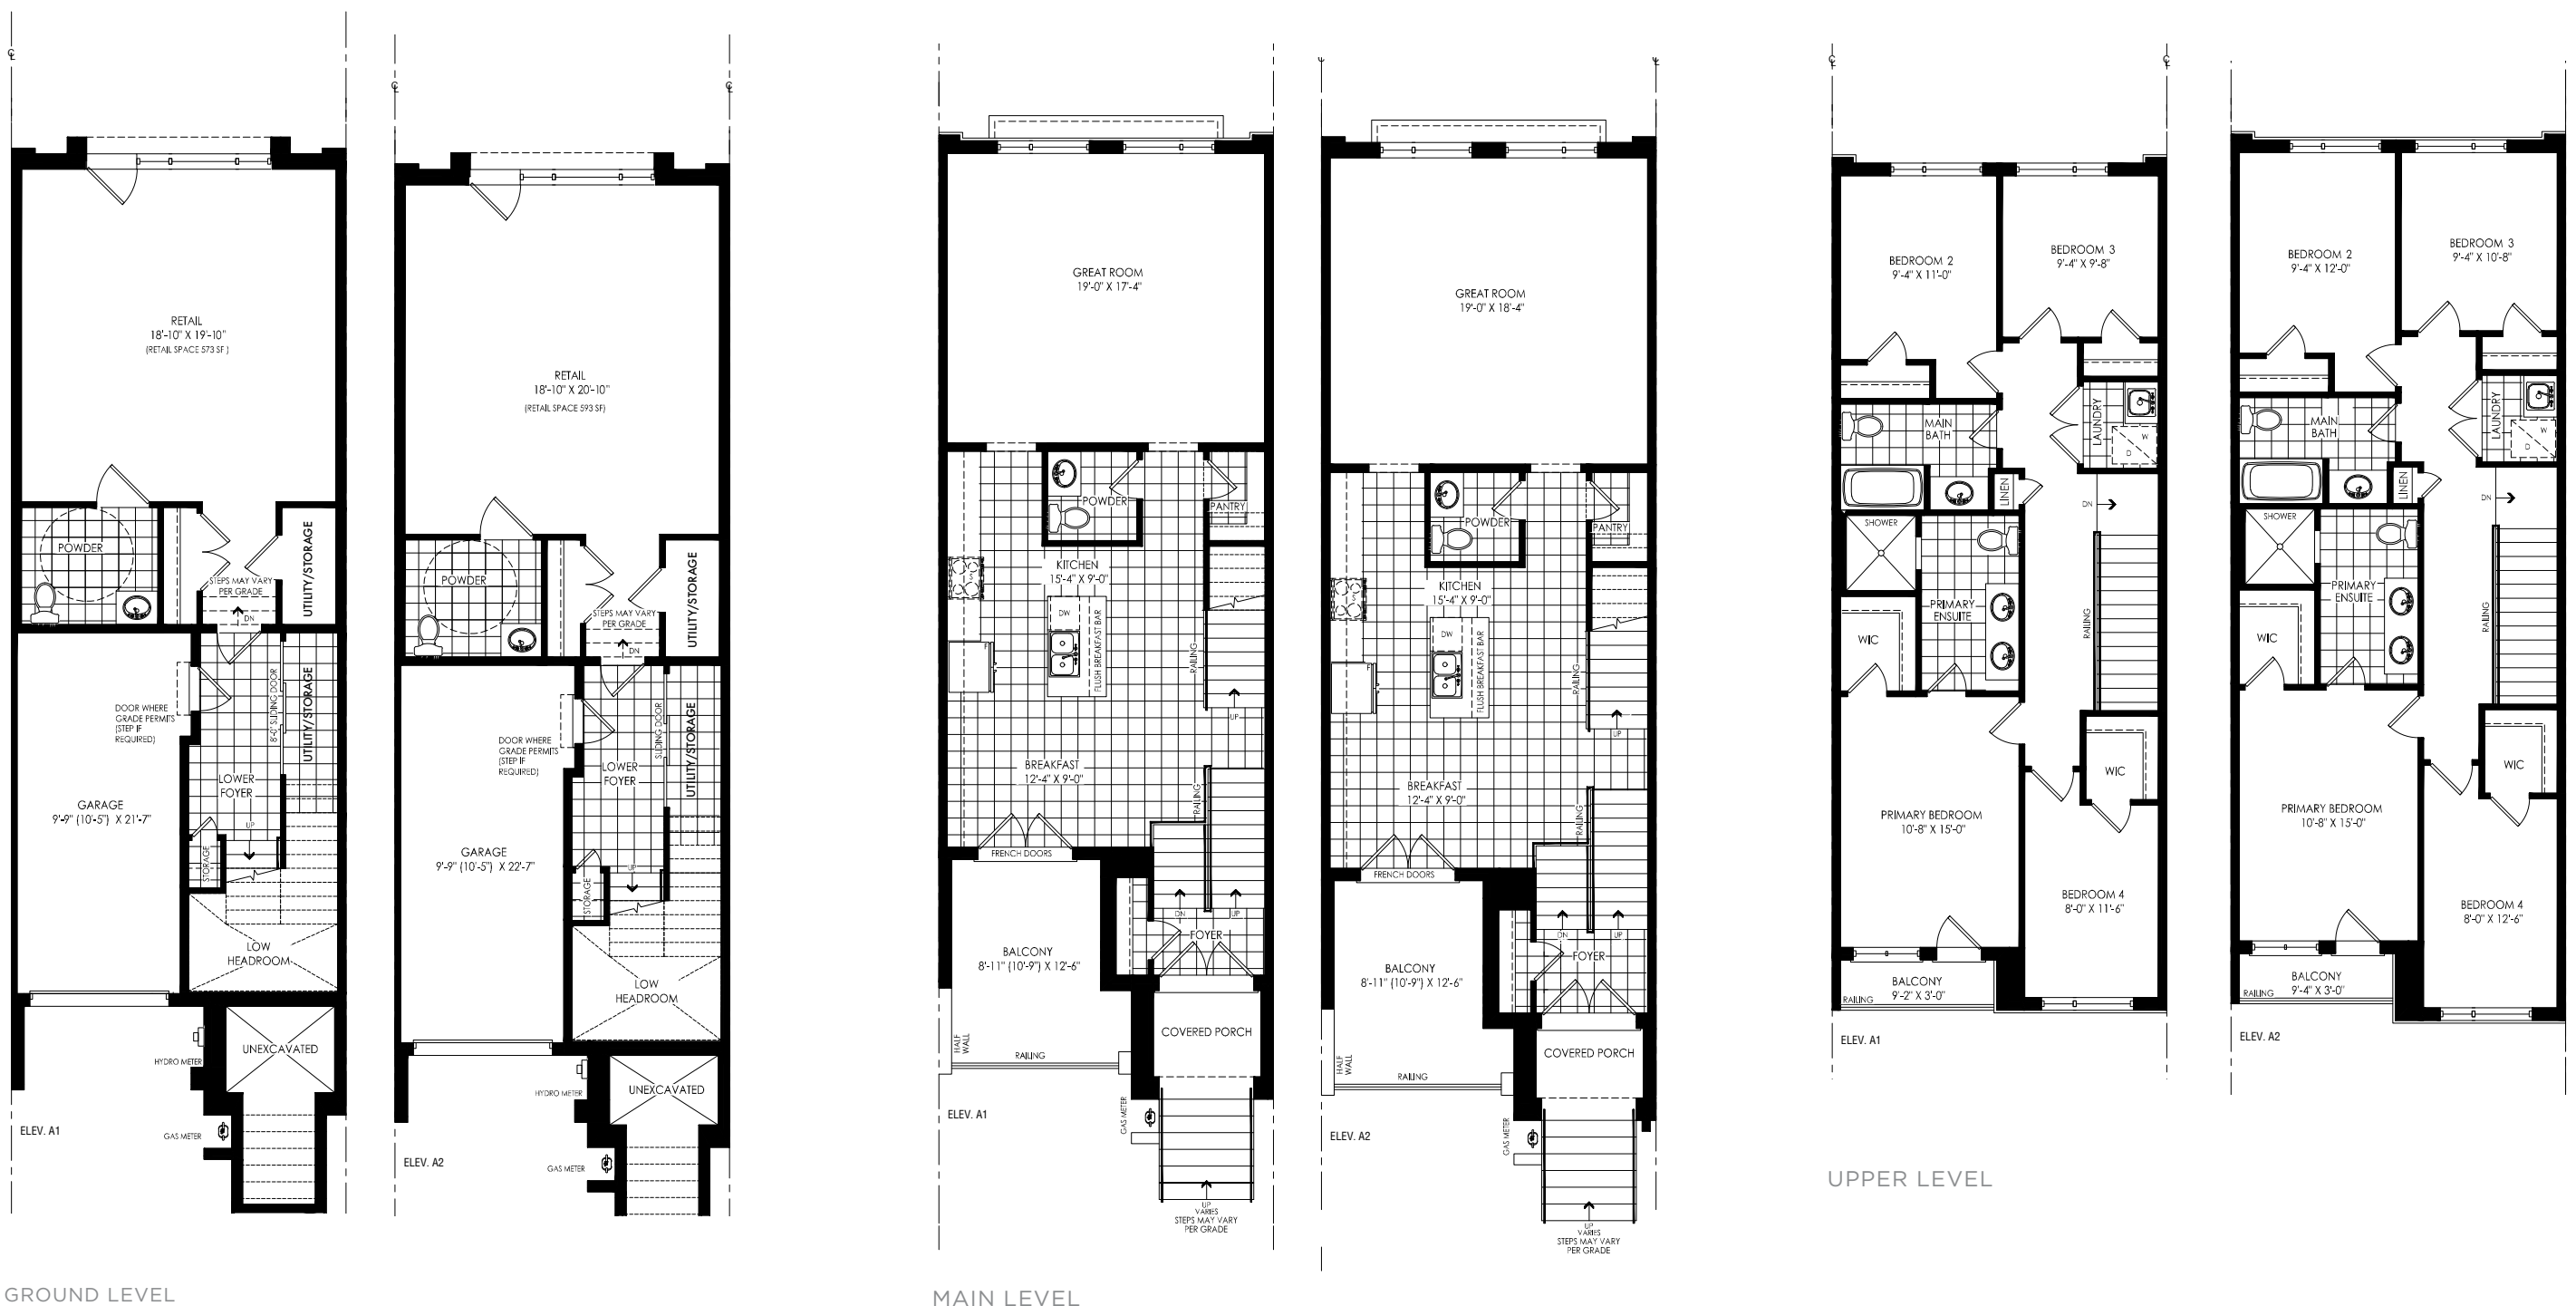 RETAIL
18'-10" X 19'-10"
(RETAIL SPACE 573 SF )
POWDER
STEPS MAY VARY
PER GRADE
DN
UTILITY/STORAGE
8'-0" SLIDING DOOR
UTILITY/STORAGE
DOOR WHERE
GRADE PERMITS
(STEP IF
REQUIRED)
LOWER
FOYER
GARAGE
9'-9" (10'-5") X 21'-7"
UP
STORAGE
LOW
HEADROOM
UNEXCAVATED
HYDRO METER
GAS METER
ELEV. A1
RETAIL
18'-10" X 20'-10"
(RETAIL SPACE 593 SF)
POWDER
STEPS MAY VARY
PER GRADE
DN
UTILITY/STORAGE
SLIDING DOOR
UTILITY/STORAGE
DOOR WHERE
GRADE PERMITS
(STEP IF
REQUIRED)
LOWER
FOYER
GARAGE
9'-9" (10'-5") X 22'-7"
UP
STORAGE
LOW
HEADROOM
UNEXCAVATED
HYDRO METER
GAS METER
ELEV. A2
GROUND LEVEL
GREAT ROOM
19'-0" X 17'-4"
POWDER
PANTRY
KITCHEN
15'-4" X 9'-0"
DW
FLUSH BREAKFAST BAR
F
RAILING
UP
BREAKFAST
12'-4" X 9'-0"
RAILING
FRENCH DOORS
DN
UP
FOYER
BALCONY
8'-11" (10'-9") X 12'-6"
COVERED PORCH
HALF
WALL
RAILING
GAS METER
ELEV. A1
UP
VARIES
STEPS MAY VARY
PER GRADE
GREAT ROOM
19'-0" X 18'-4"
POWDER
PANTRY
KITCHEN
15'-4" X 9'-0"
DW
FLUSH BREAKFAST BAR
F
RAILING
UP
BREAKFAST
12'-4" X 9'-0"
RAILING
FRENCH DOORS
DN
UP
FOYER
BALCONY
8'-11" (10'-9") X 12'-6"
COVERED PORCH
HALF
WALL
RAILING
GAS METER
ELEV. A2
UP
VARIES
STEPS MAY VARY
PER GRADE
MAIN LEVEL
BEDROOM 2
9'-4" X 11'-0"
BEDROOM 3
9'-4" X 9'-8"
MAIN
BATH
LAUNDRY
W
D
LINEN
DN
SHOWER
PRIMARY
ENSUITE
RAILING
WIC
WIC
PRIMARY BEDROOM
10'-8" X 15'-0"
BEDROOM 4
8'-0" X 11'-6"
BALCONY
9'-2" X 3'-0"
RAILING
ELEV. A1
BEDROOM 2
9'-4" X 12'-0"
BEDROOM 3
9'-4" X 10'-8"
MAIN
BATH
LAUNDRY
W
D
LINEN
DN
SHOWER
PRIMARY
ENSUITE
RAILING
WIC
WIC
PRIMARY BEDROOM
10'-8" X 15'-0"
BEDROOM 4
8'-0" X 12'-6"
BALCONY
9'-4" X 3'-0"
RAILING
ELEV. A2
UPPER LEVEL